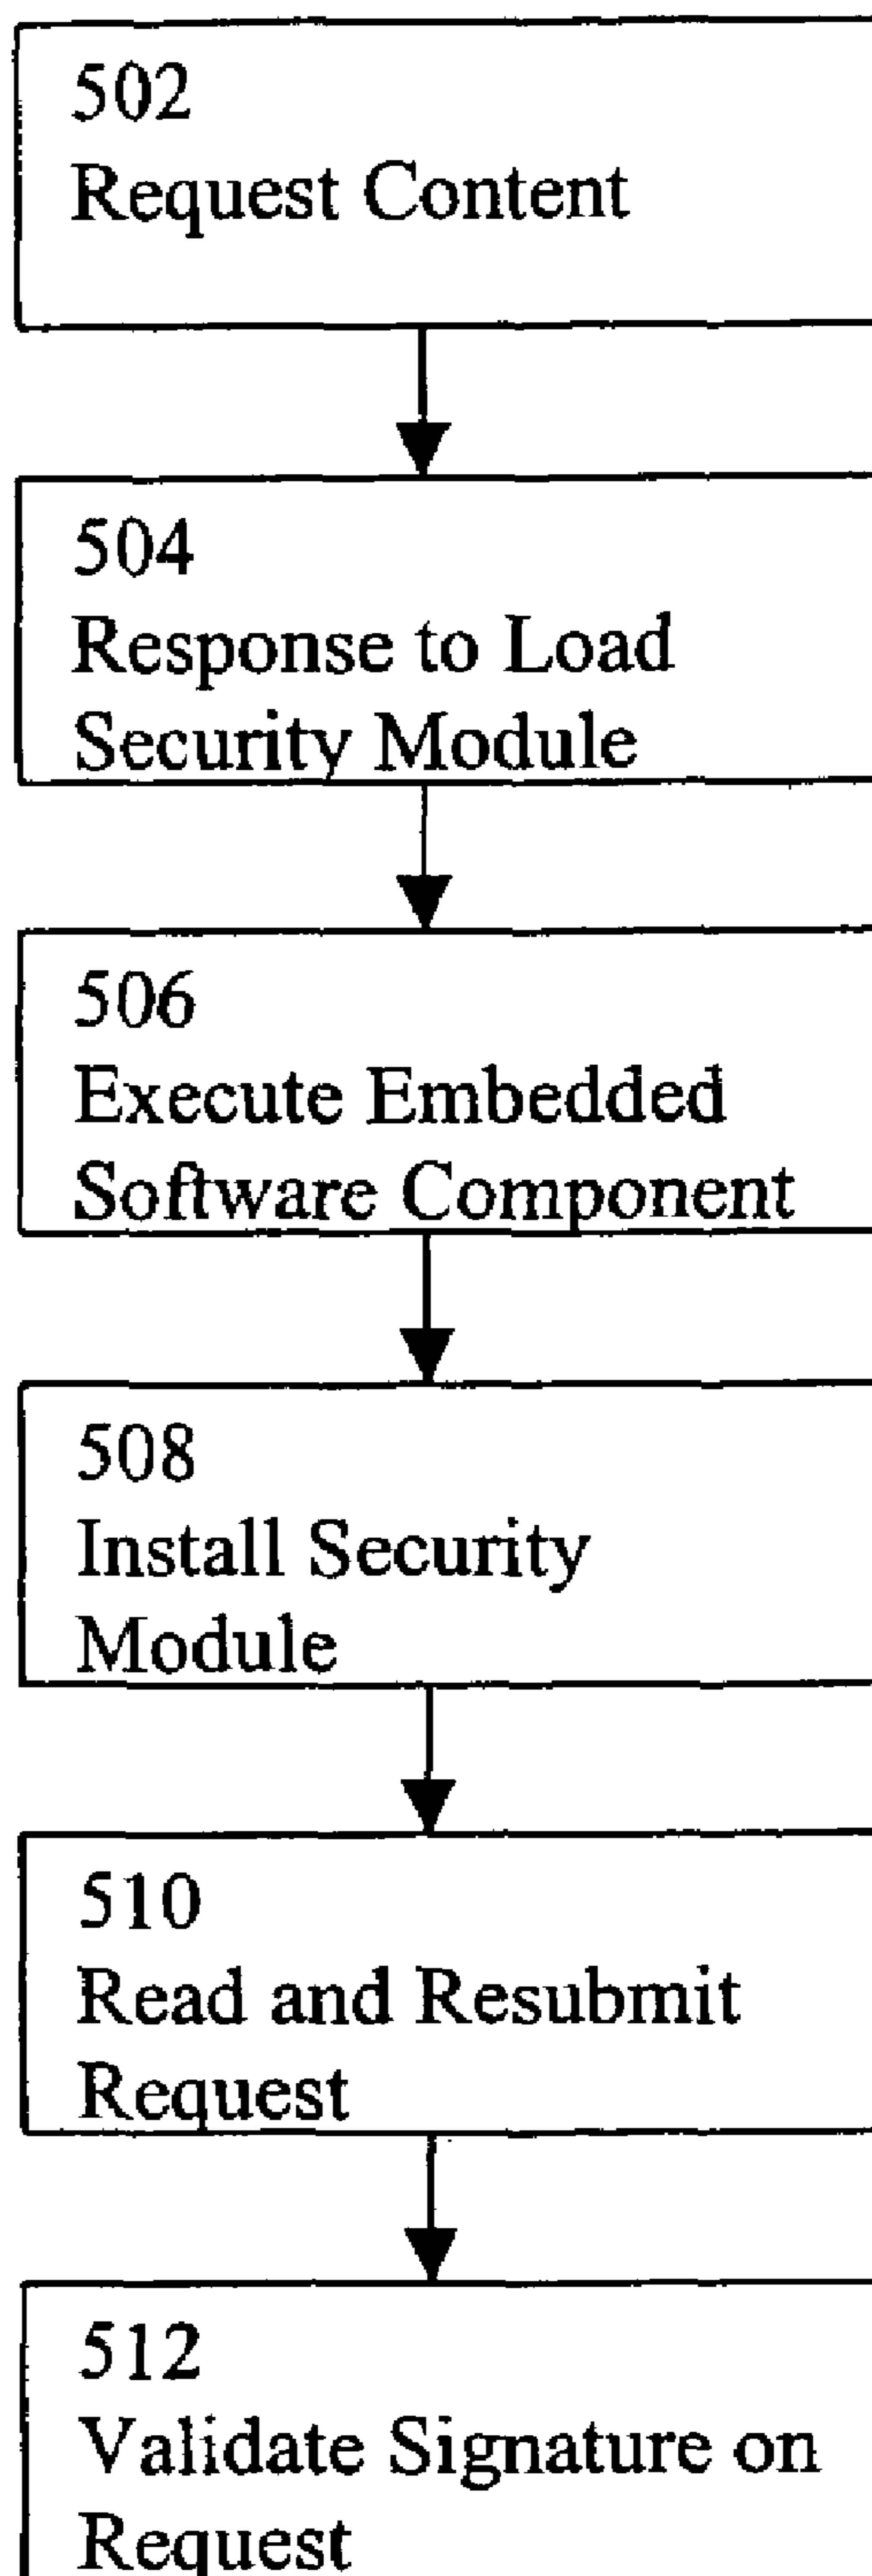 502
Request Content
504
Response to Load
Security Module
506
Execute Embedded
Software Component
508
Install Security
Module
510
Read and Resubmit
Request
512
Validate Signature on
Request